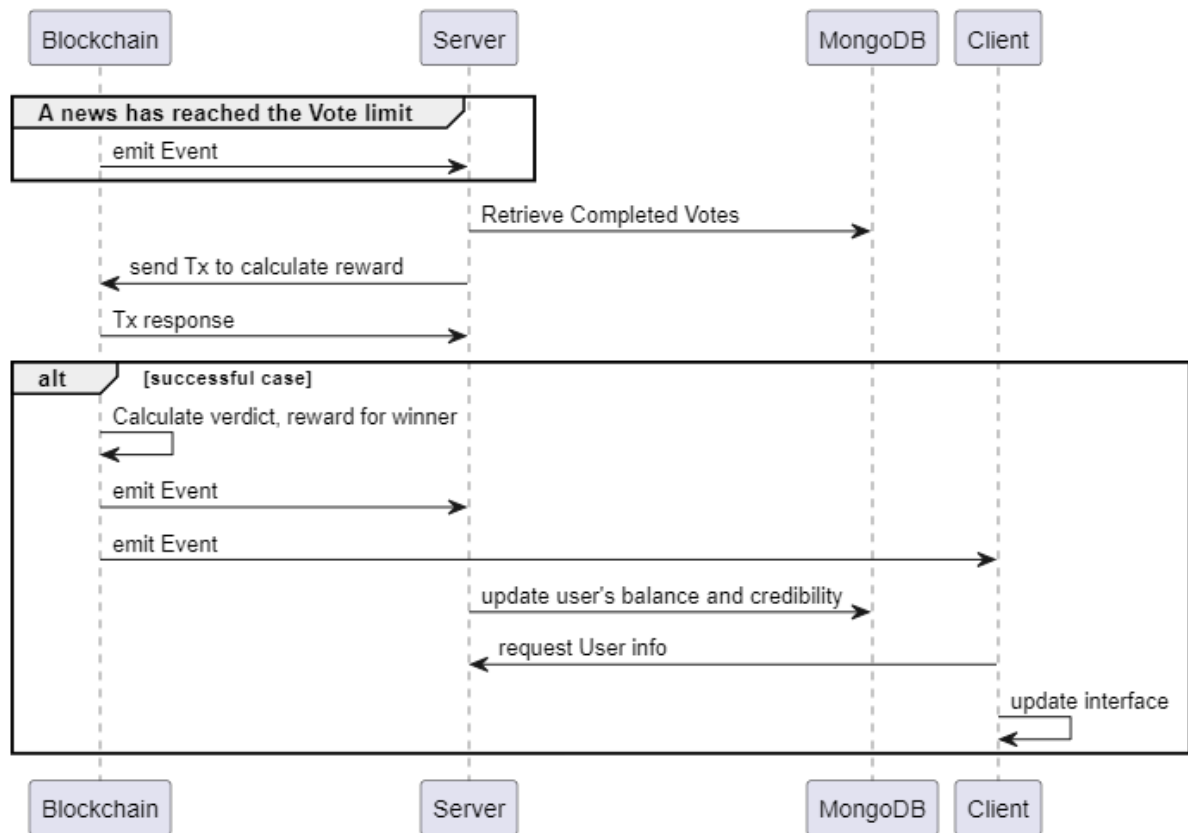 Blockchain Server MongoDB Client
A news has reached the Vote limit
emit Event
Retrieve Completed Votes
send Tx to calculate reward
Tx response
alt [successful case]
Calculate verdict, reward for winner
emit Event
emit Event
update user's balance and credibility
request User info
update interface
Blockchain Server MongoDB Client